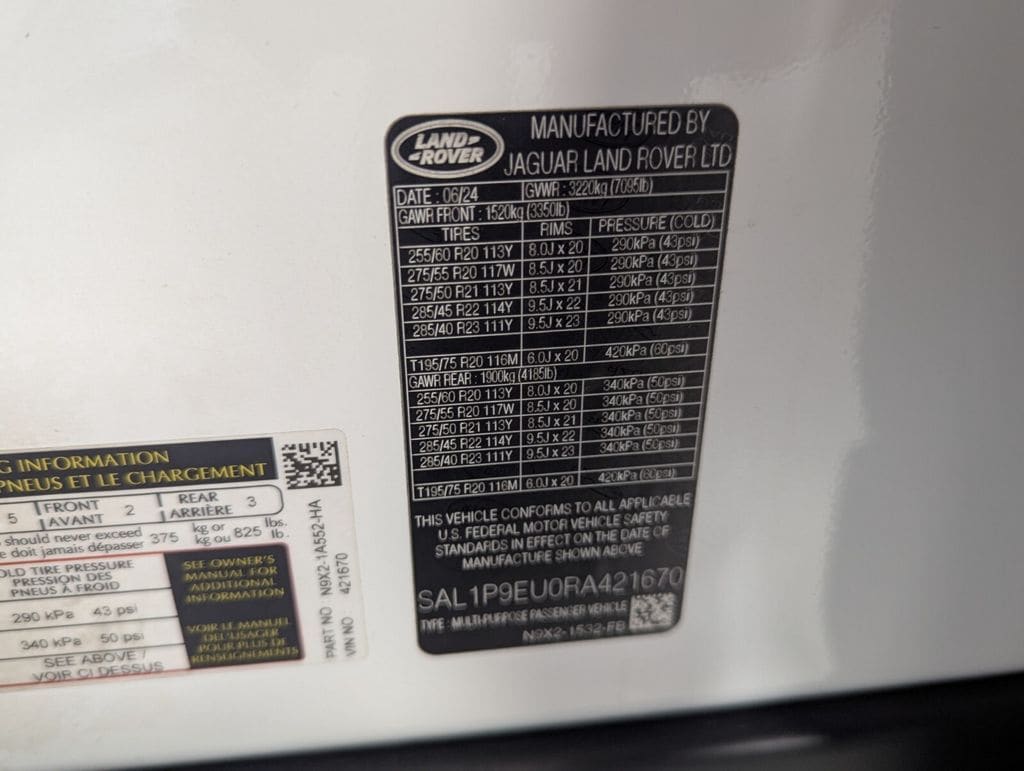 LAND-
-ROVER
MANUFACTURED BY
JAGUAR LAND ROVER LTD
DATE : 06/24 GVWR : 3220kg (7095lb)
GAWR FRONT : 1520kg (3350lb)
TIRES RIMS PRESSURE (COLD)
255/60 R20 113Y 8.0J x 20 290kPa (43psi)
275/55 R20 117W 8.5J x 20 290kPa (43psi)
275/50 R21 113Y 8.5J x 21 290kPa (43psi)
285/45 R22 114Y 9.5J x 22 290kPa (43psi)
285/40 R23 111Y 9.5J x 23 290kPa (43psi)
T195/75 R20 116M 6.0J x 20 420kPa (60psi)
GAWR REAR : 1900kg (4185lb)
255/60 R20 113Y 8.0J x 20 340kPa (50psi)
275/55 R20 117W 8.5J x 20 340kPa (50psi)
275/50 R21 113Y 8.5J x 21 340kPa (50psi)
285/45 R22 114Y 9.5J x 22 340kPa (50psi)
285/40 R23 111Y 9.5J x 23 340kPa (50psi)
T195/75 R20 116M 6.0J x 20 420kPa (60psi)
THIS VEHICLE CONFORMS TO ALL APPLICABLE
U.S. FEDERAL MOTOR VEHICLE SAFETY
STANDARDS IN EFFECT ON THE DATE OF
MANUFACTURE SHOWN ABOVE
SAL1P9EU0RA421670
TYPE : MULTI-PURPOSE PASSENGER VEHICLE
N9X2-1532-FB
G INFORMATION
PNEUS ET LE CHARGEMENT
5 FRONT 2 REAR 3
AVANT ARRIÈRE
should never exceed 375 kg or 825 lbs.
e doit jamais dépasser kg ou lb.
OLD TIRE PRESSURE
PRESSION DES
PNEUS À FROID
290 kPa 43 psi
340 kPa 50 psi
SEE ABOVE /
VOIR CI DESSUS
SEE OWNER'S
MANUAL FOR
ADDITIONAL
INFORMATION
VOIR LE MANUEL
DE L'USAGER
POUR PLUS DE
RENSEIGNEMENTS
PART NO N9X2-1A552-HA
VIN NO 421670